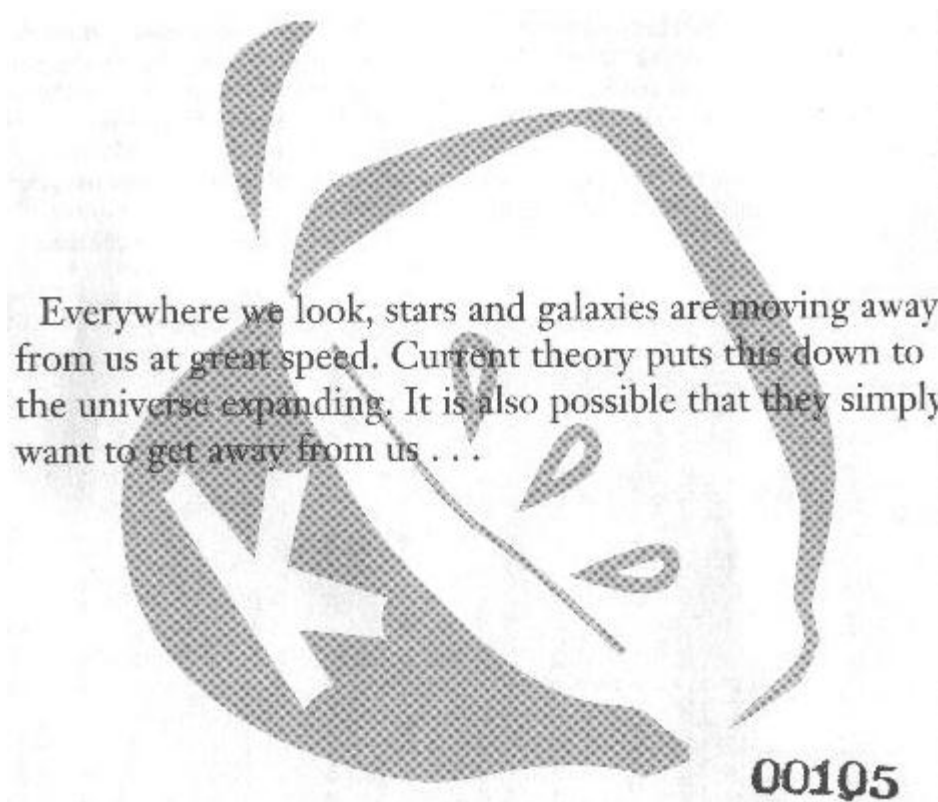 Everywhere we look, stars and galaxies are moving away
from us at great speed. Current theory puts this down to
the universe expanding. It is also possible that they simply
want to get away from us . . .
K
00105